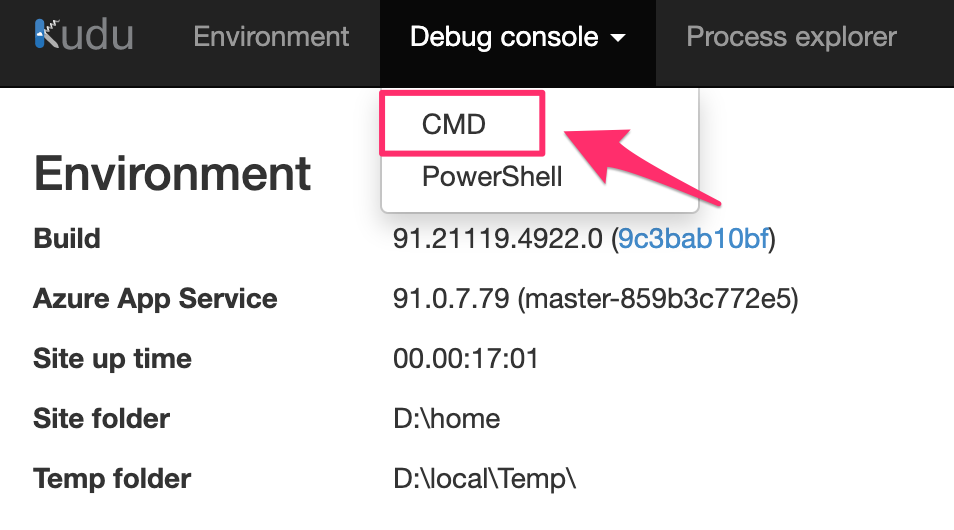 Kudu Environment Debug console Process explorer
CMD
PowerShell
Environment
Build 91.21119.4922.0 (9c3bab10bf)
Azure App Service 91.0.7.79 (master-859b3c772e5)
Site up time 00.00:17:01
Site folder D:\home
Temp folder D:\local\Temp\